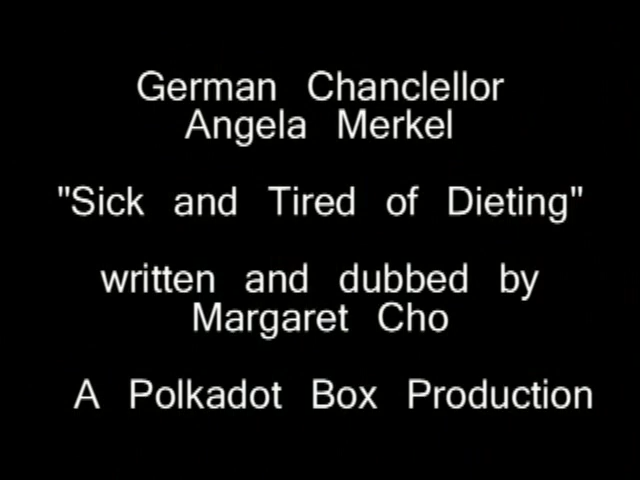 German Chanclellor
Angela Merkel
"Sick and Tired of Dieting"
written and dubbed by
Margaret Cho
A Polkadot Box Production